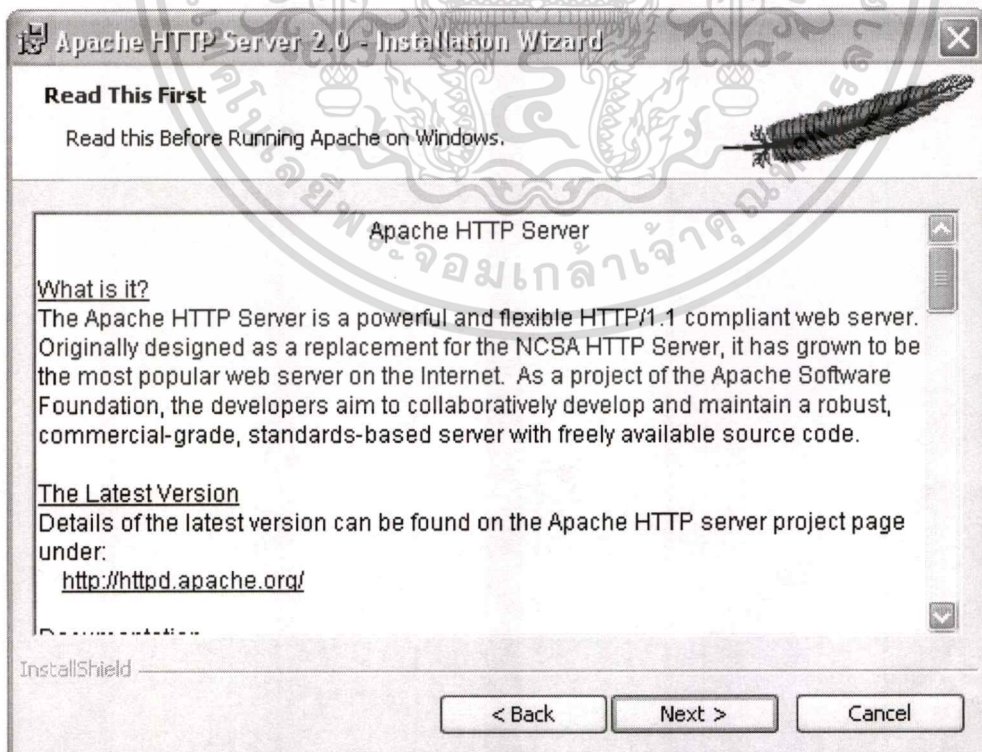 Apache HTTP Server 2.0 - Installation Wizard
Read This First
Read this Before Running Apache on Windows.
Apache HTTP Server
What is it?
The Apache HTTP Server is a powerful and flexible HTTP/1.1 compliant web server.
Originally designed as a replacement for the NCSA HTTP Server, it has grown to be
the most popular web server on the Internet. As a project of the Apache Software
Foundation, the developers aim to collaboratively develop and maintain a robust,
commercial-grade, standards-based server with freely available source code.
The Latest Version
Details of the latest version can be found on the Apache HTTP server project page
under:
http://httpd.apache.org/
InstallShield
< Back
Next >
Cancel